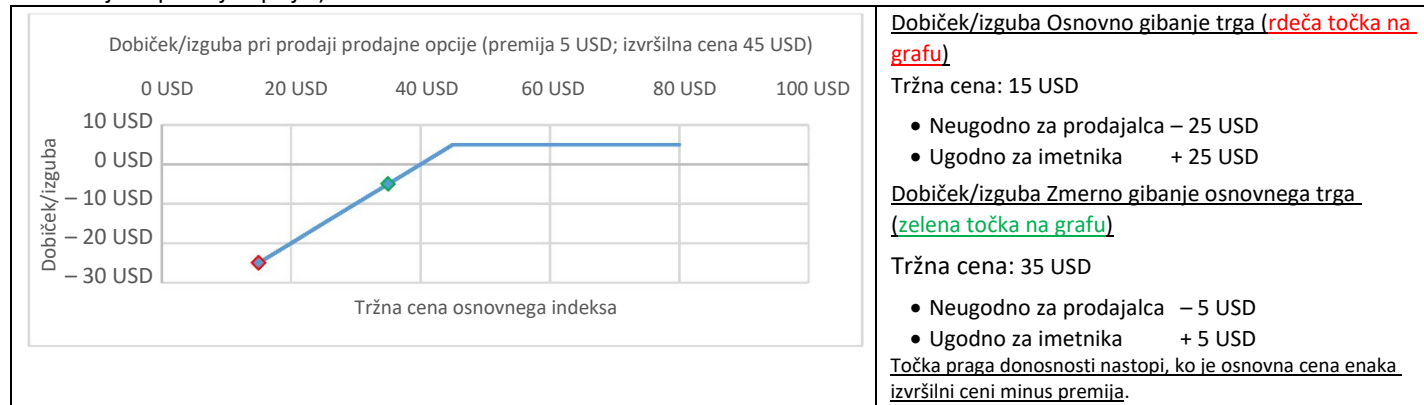 Dobiček/izguba pri prodaji prodajne opcije (premija 5 USD; izvršilna cena 45 USD)
0 USD 20 USD 40 USD 60 USD 80 USD 100 USD
10 USD
0 USD
– 10 USD
– 20 USD
– 30 USD
Dobiček/izguba
Tržna cena osnovnega indeksa
Dobiček/izguba Osnovno gibanje trga (rdeča točka na
grafu)
Tržna cena: 15 USD
• Neugodno za prodajalca – 25 USD
• Ugodno za imetnika + 25 USD
Dobiček/izguba Zmerno gibanje osnovnega trga
(zelena točka na grafu)
Tržna cena: 35 USD
• Neugodno za prodajalca – 5 USD
• Ugodno za imetnika + 5 USD
Točka praga donosnosti nastopi, ko je osnovna cena enaka
izvršilni ceni minus premija.